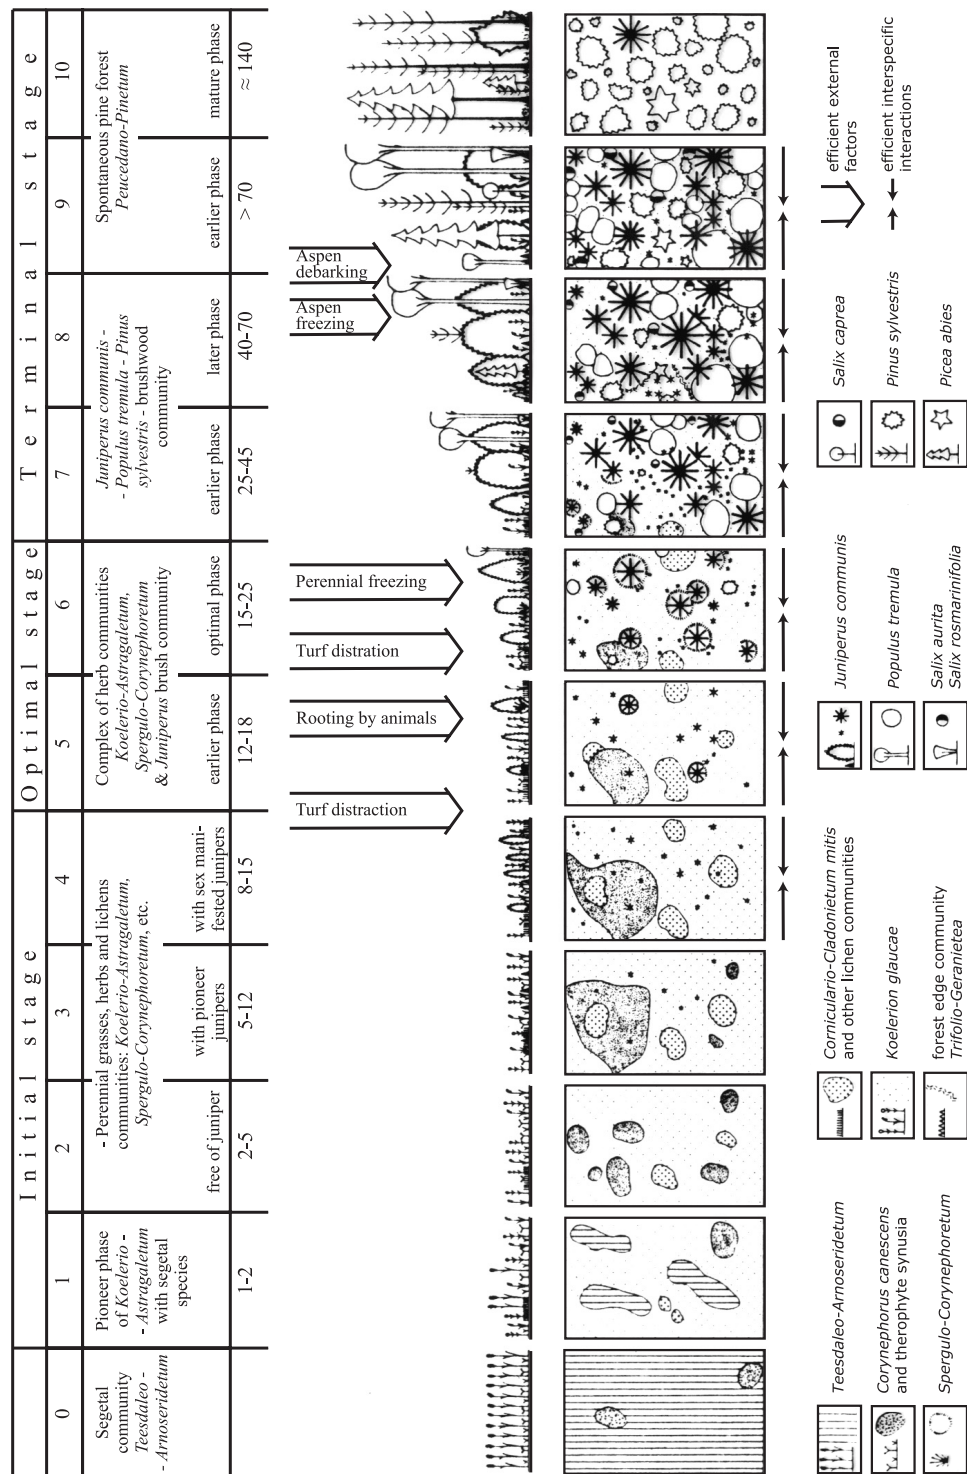 Initial stage
Optimal stage
Terminal stage
0
1
2
3
4
5
6
7
8
9
10
Segetal
community
Teesdaleo -
- Arnoseridetum
Pioneer phase
of Koelerio -
- Astragaletum
with segetal
species
- Perennial grasses, herbs and lichens
communities: Koelerio-Astragaletum,
Spergulo-Corynephoretum, etc.
free of juniper
with pioneer
junipers
with sex mani-
fested junipers
Complex of herb communities
Koelerio-Astragaletum,
Spergulo-Corynephoretum
& Juniperus brush community
earlier phase
optimal phase
Juniperus communis -
- Populus tremula - Pinus
sylvestris - brushwood
community
earlier phase
later phase
Spontaneous pine forest
Peucedano-Pinetum
earlier phase
mature phase
1-2
2-5
5-12
8-15
12-18
15-25
25-45
40-70
> 70
≈ 140
Turf distraction
Rooting by animals
Turf distration
Perennial freezing
Aspen
freezing
Aspen
debarking
Teesdaleo-Arnoseridetum
Corynephorus canescens
and therophyte synusia
Spergulo-Corynephoretum
Corniculario-Cladonietum mitis
and other lichen communities
Koelerion glaucae
forest edge community
Trifolio-Geranietea
Juniperus communis
Populus tremula
Salix aurita
Salix rosmarinifolia
Salix caprea
Pinus sylvestris
Picea abies
efficient external
factors
efficient interspecific
interactions